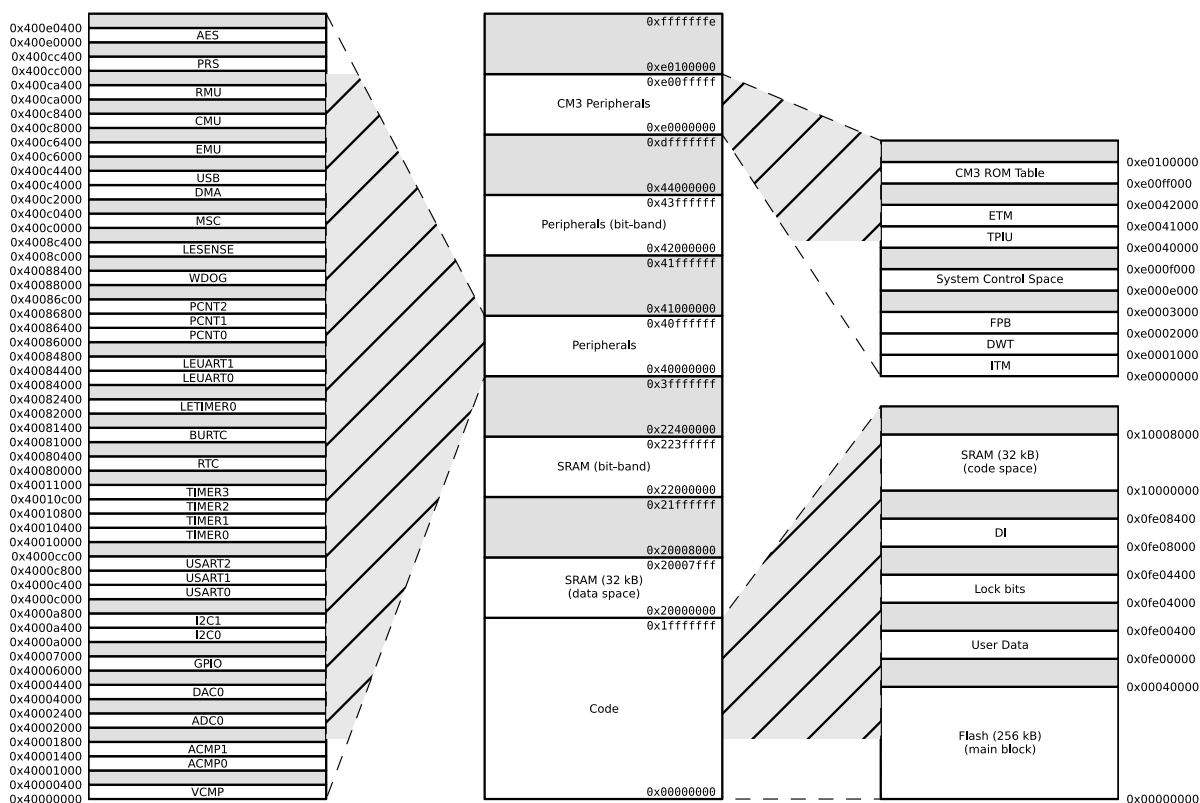 0x400e0400
AES
0x400e0000
0x400cc400
PRS
0x400cc000
0x400ca400
RMU
0x400ca000
0x400c8400
CMU
0x400c8000
0x400c6400
EMU
0x400c6000
0x400c4400
USB
0x400c4000
DMA
0x400c2000
0x400c0400
MSC
0x400c0000
0x4008c400
LESENSE
0x4008c000
0x40088400
WDOG
0x40088000
0x40086c00
PCNT2
0x40086800
PCNT1
0x40086400
PCNT0
0x40086000
0x40084800
LEUART1
0x40084400
LEUART0
0x40084000
0x40082400
LETIMER0
0x40082000
0x40081400
BURTC
0x40081000
0x40080400
RTC
0x40080000
0x40011000
TIMER3
0x40010c00
TIMER2
0x40010800
TIMER1
0x40010400
TIMER0
0x40010000
0x4000cc00
USART2
0x4000c800
USART1
0x4000c400
USART0
0x4000c000
0x4000a800
I2C1
0x4000a400
I2C0
0x4000a000
0x40007000
GPIO
0x40006000
0x40004400
DAC0
0x40004000
0x40002400
ADC0
0x40002000
0x40001800
ACMP1
0x40001400
ACMP0
0x40001000
0x40000400
VCMP
0x40000000
0xfffffffe
0xe0100000
0xe00fffff
CM3 Peripherals
0xe0000000
0xdfffffff
0x44000000
0x43ffffff
Peripherals (bit-band)
0x42000000
0x41ffffff
0x41000000
0x40ffffff
Peripherals
0x40000000
0x3fffffff
0x22400000
0x223fffff
SRAM (bit-band)
0x22000000
0x21ffffff
0x20008000
0x20007fff
SRAM (32 kB)
(data space)
0x20000000
0x1fffffff
Code
0x00000000
0xe0100000
CM3 ROM Table
0xe00ff000
0xe0042000
ETM
0xe0041000
TPIU
0xe0040000
0xe000f000
System Control Space
0xe000e000
0xe0003000
FPB
0xe0002000
DWT
0xe0001000
ITM
0xe0000000
0x10008000
SRAM (32 kB)
(code space)
0x10000000
0x0fe08400
DI
0x0fe08000
0x0fe04400
Lock bits
0x0fe04000
0x0fe00400
User Data
0x0fe00000
0x00040000
Flash (256 kB)
(main block)
0x00000000